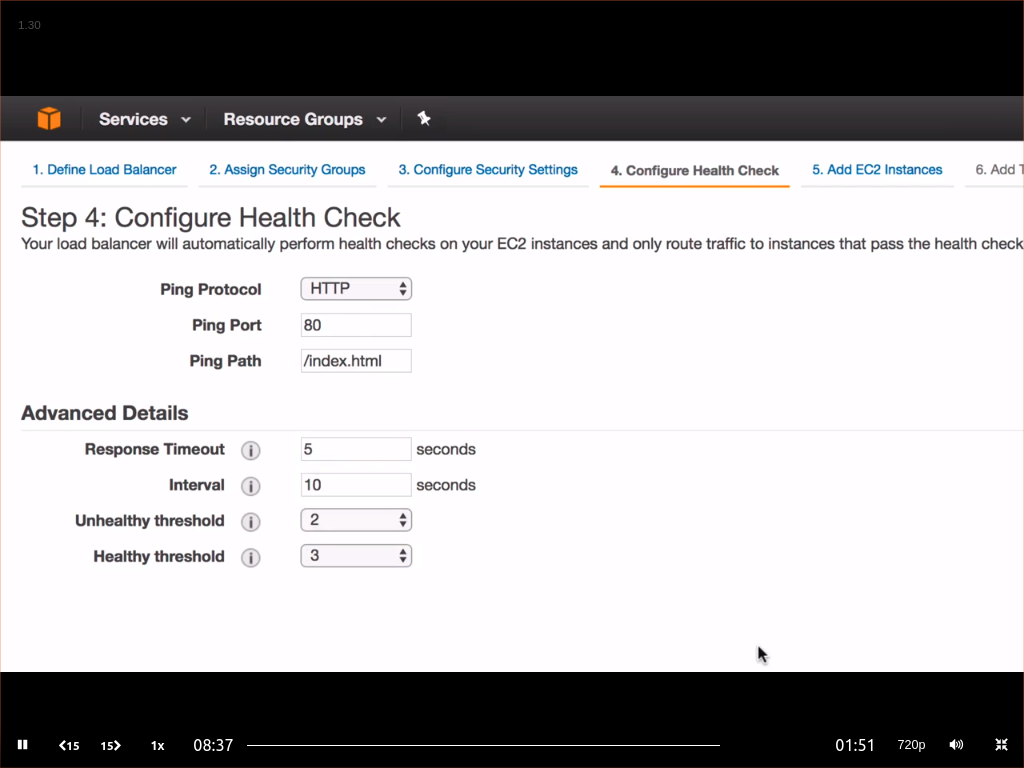 1.30
Services
Resource Groups
1. Define Load Balancer 2. Assign Security Groups 3. Configure Security Settings 4. Configure Health Check 5. Add EC2 Instances 6. Add
Step 4: Configure Health Check
Your load balancer will automatically perform health checks on your EC2 instances and only route traffic to instances that pass the health check
Ping Protocol HTTP
Ping Port 80
Ping Path /index.html
Advanced Details
Response Timeout i 5 seconds
Interval i 10 seconds
Unhealthy threshold i 2
Healthy threshold i 3
15 15 1x 08:37 01:51 720p